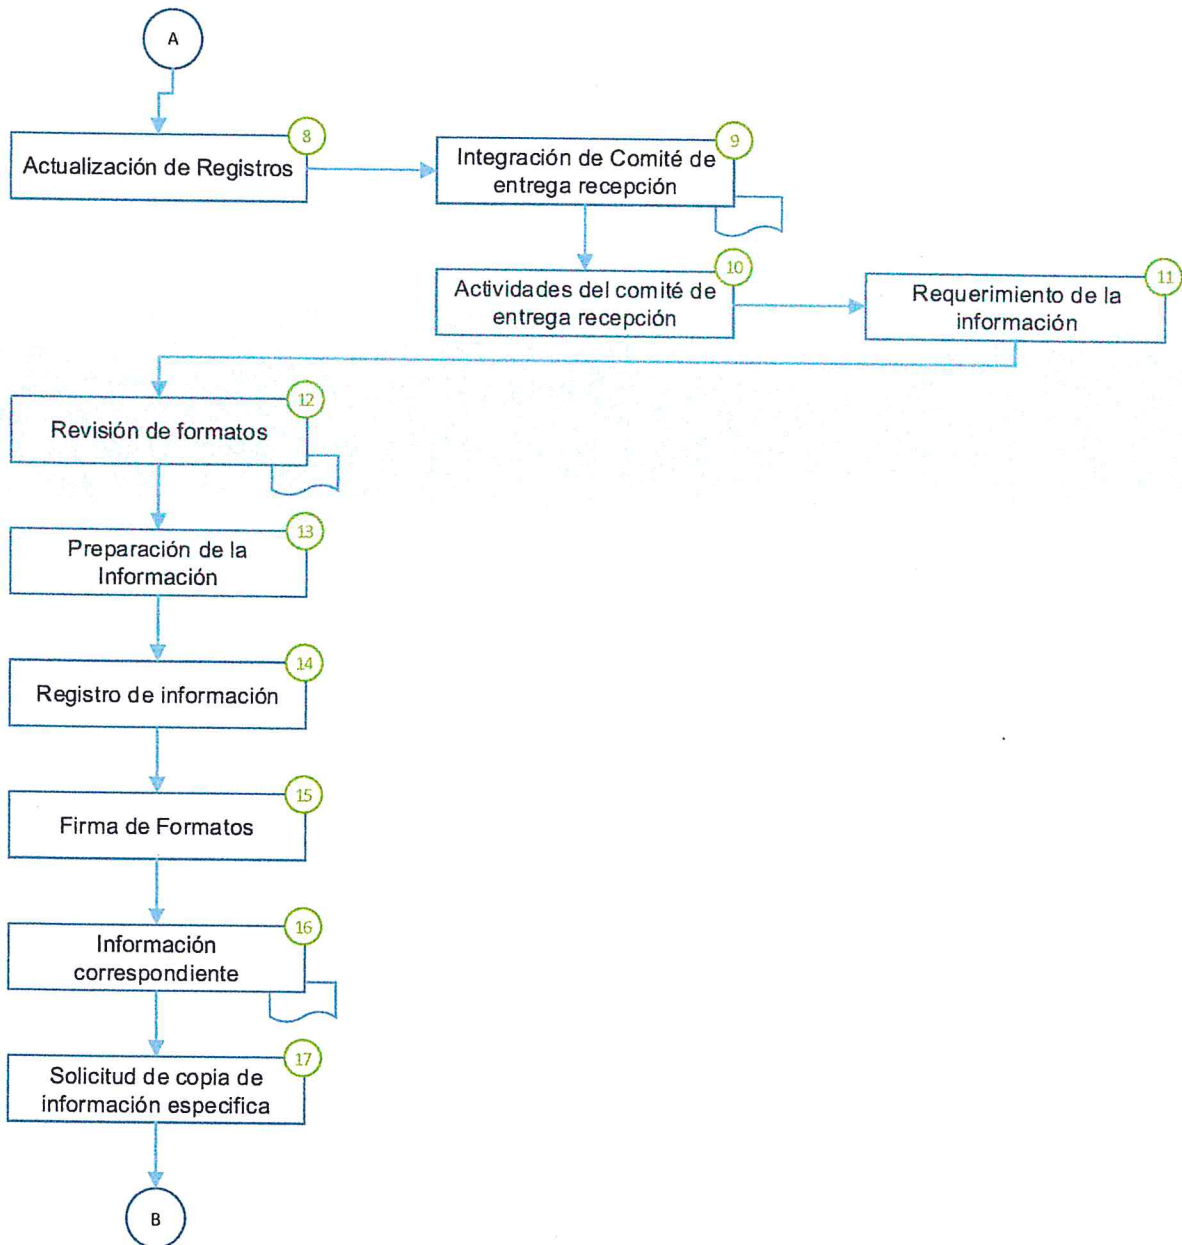 A
8
Actualización de Registros
9
Integración de Comité de
entrega recepción
10
Actividades del comité de
entrega recepción
11
Requerimiento de la
información
12
Revisión de formatos
13
Preparación de la
Información
14
Registro de información
15
Firma de Formatos
16
Información
correspondiente
17
Solicitud de copia de
información especifica
B